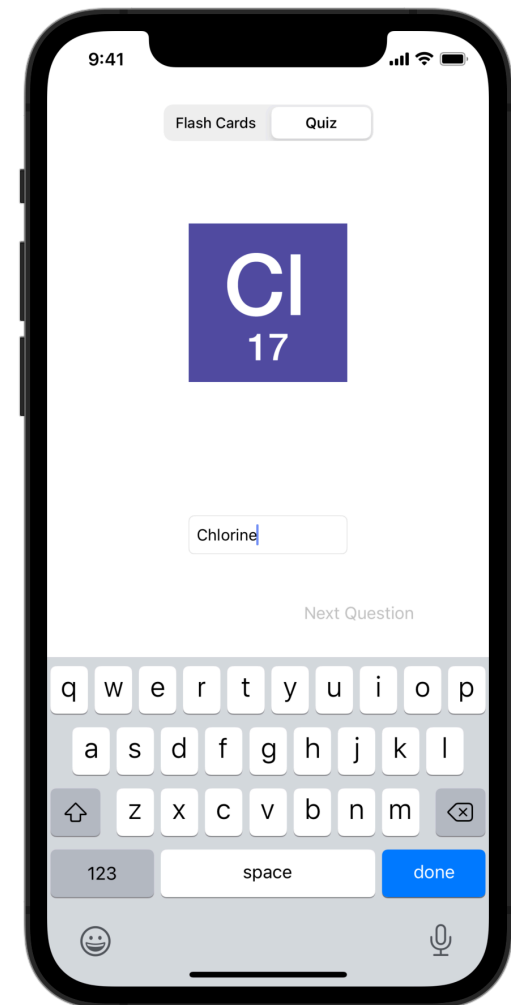 9:41
Flash Cards Quiz
Cl
17
Chlorine
Next Question
q w e r t y u i o p
a s d f g h j k l
z x c v b n m
123 space done